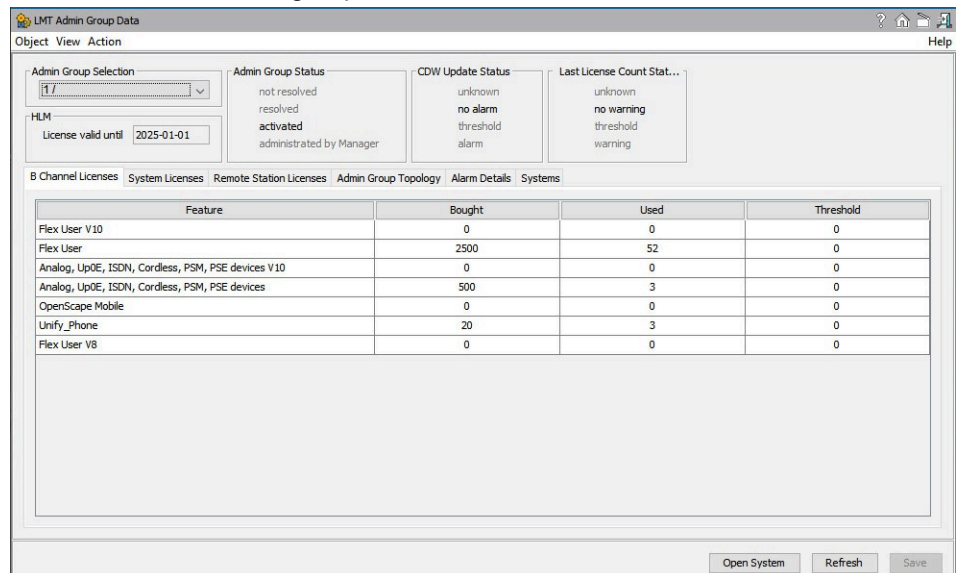 LMT Admin Group Data
Object View Action Help
Admin Group Selection
1 /
HLM
License valid until 2025-01-01
Admin Group Status
not resolved
resolved
activated
administrated by Manager
CDW Update Status
unknown
no alarm
threshold
alarm
Last License Count Stat...
unknown
no warning
threshold
warning
B Channel Licenses System Licenses Remote Station Licenses Admin Group Topology Alarm Details Systems
Feature Bought Used Threshold
Flex User V10 0 0 0
Flex User 2500 52 0
Analog, Up0E, ISDN, Cordless, PSM, PSE devices V10 0 0 0
Analog, Up0E, ISDN, Cordless, PSM, PSE devices 500 3 0
OpenScape Mobile 0 0 0
Unify_Phone 20 3 0
Flex User V8 0 0 0
Open System Refresh Save